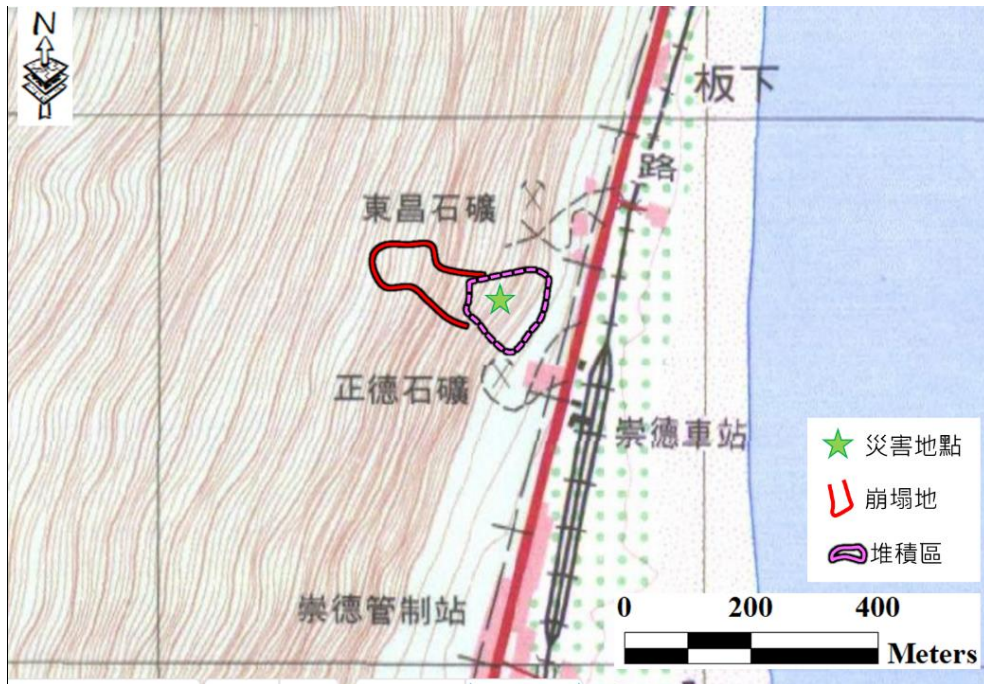 N
板下
路
東昌石礦
正德石礦
崇德車站
崇德管制站
災害地點
崩塌地
堆積區
0 200 400
Meters